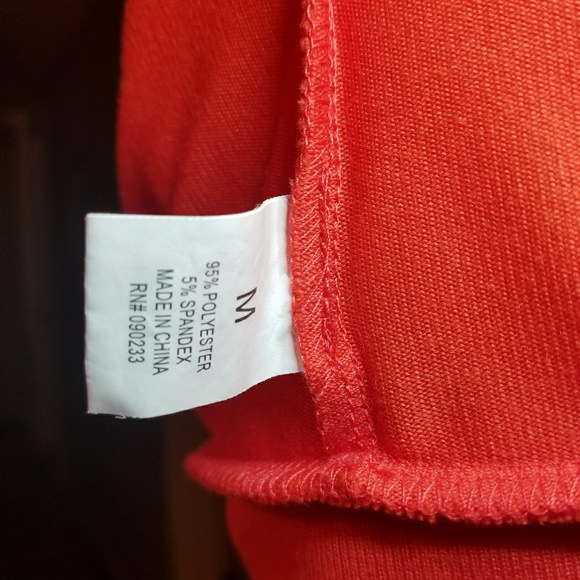 M
95% POLYESTER
5% SPANDEX
MADE IN CHINA
RN# 090233